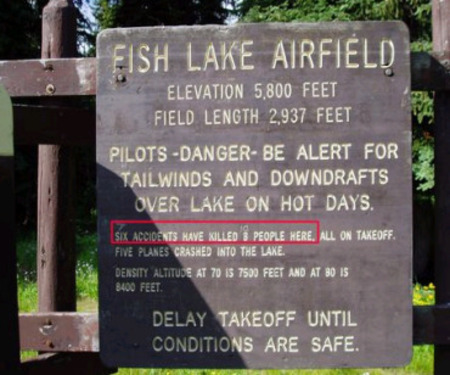 FISH LAKE AIRFIELD
ELEVATION 5,800 FEET
FIELD LENGTH 2,937 FEET
PILOTS -DANGER- BE ALERT FOR
TAILWINDS AND DOWNDRAFTS
OVER LAKE ON HOT DAYS.
SIX ACCIDENTS HAVE KILLED 8 PEOPLE HERE, ALL ON TAKEOFF.
FIVE PLANES CRASHED INTO THE LAKE.
DENSITY ALTITUDE AT 70 IS 7500 FEET AND AT 80 IS
8400 FEET.
DELAY TAKEOFF UNTIL
CONDITIONS ARE SAFE.